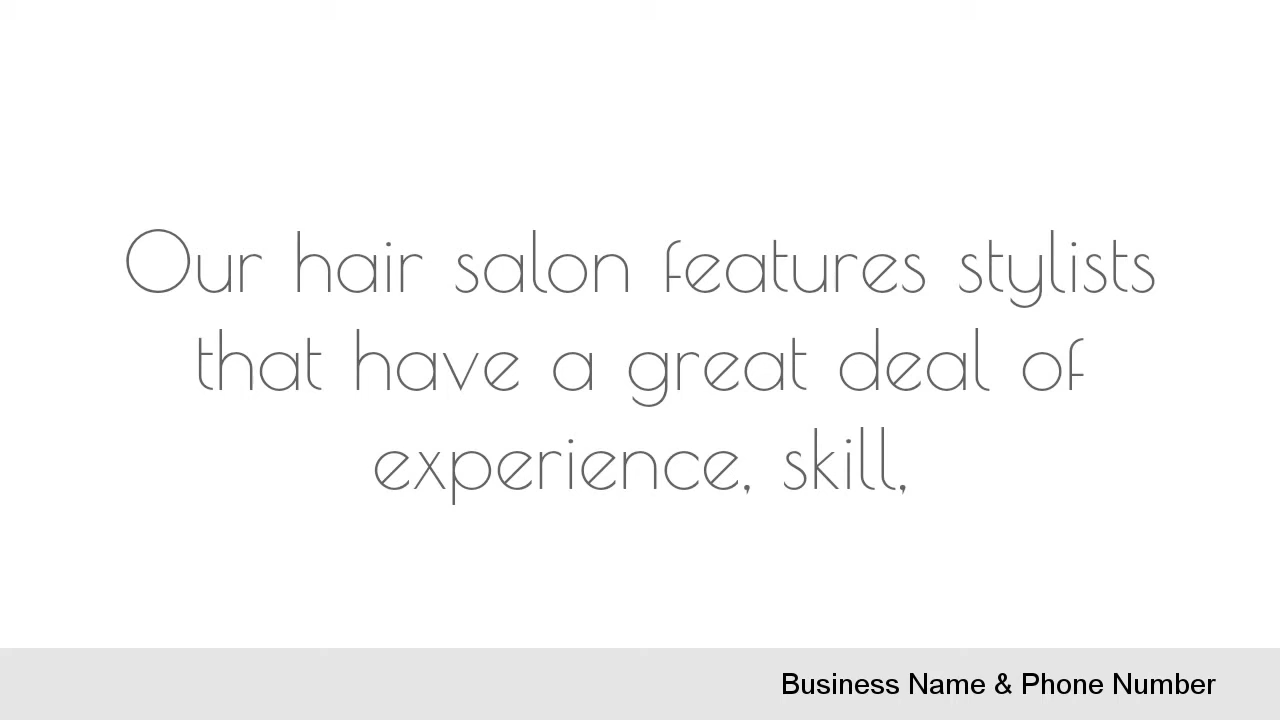 Our hair salon features stylists
that have a great deal of
experience, skill,
Business Name & Phone Number